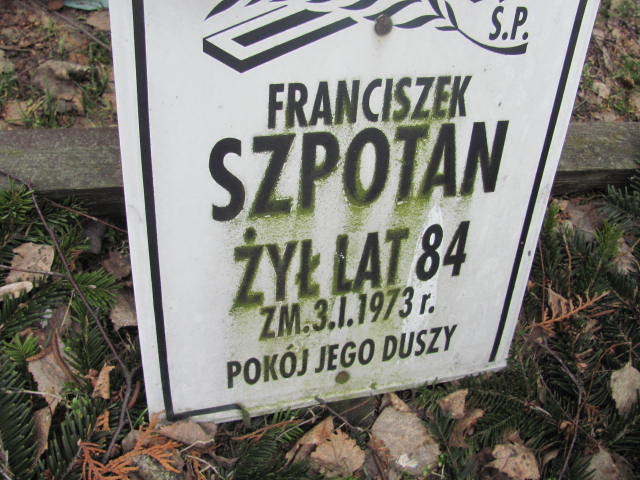 Ś.P.
FRANCISZEK
SZPOTAN
ŻYŁ LAT 84
ZM.3.I.1973 r.
POKÓJ JEGO DUSZY